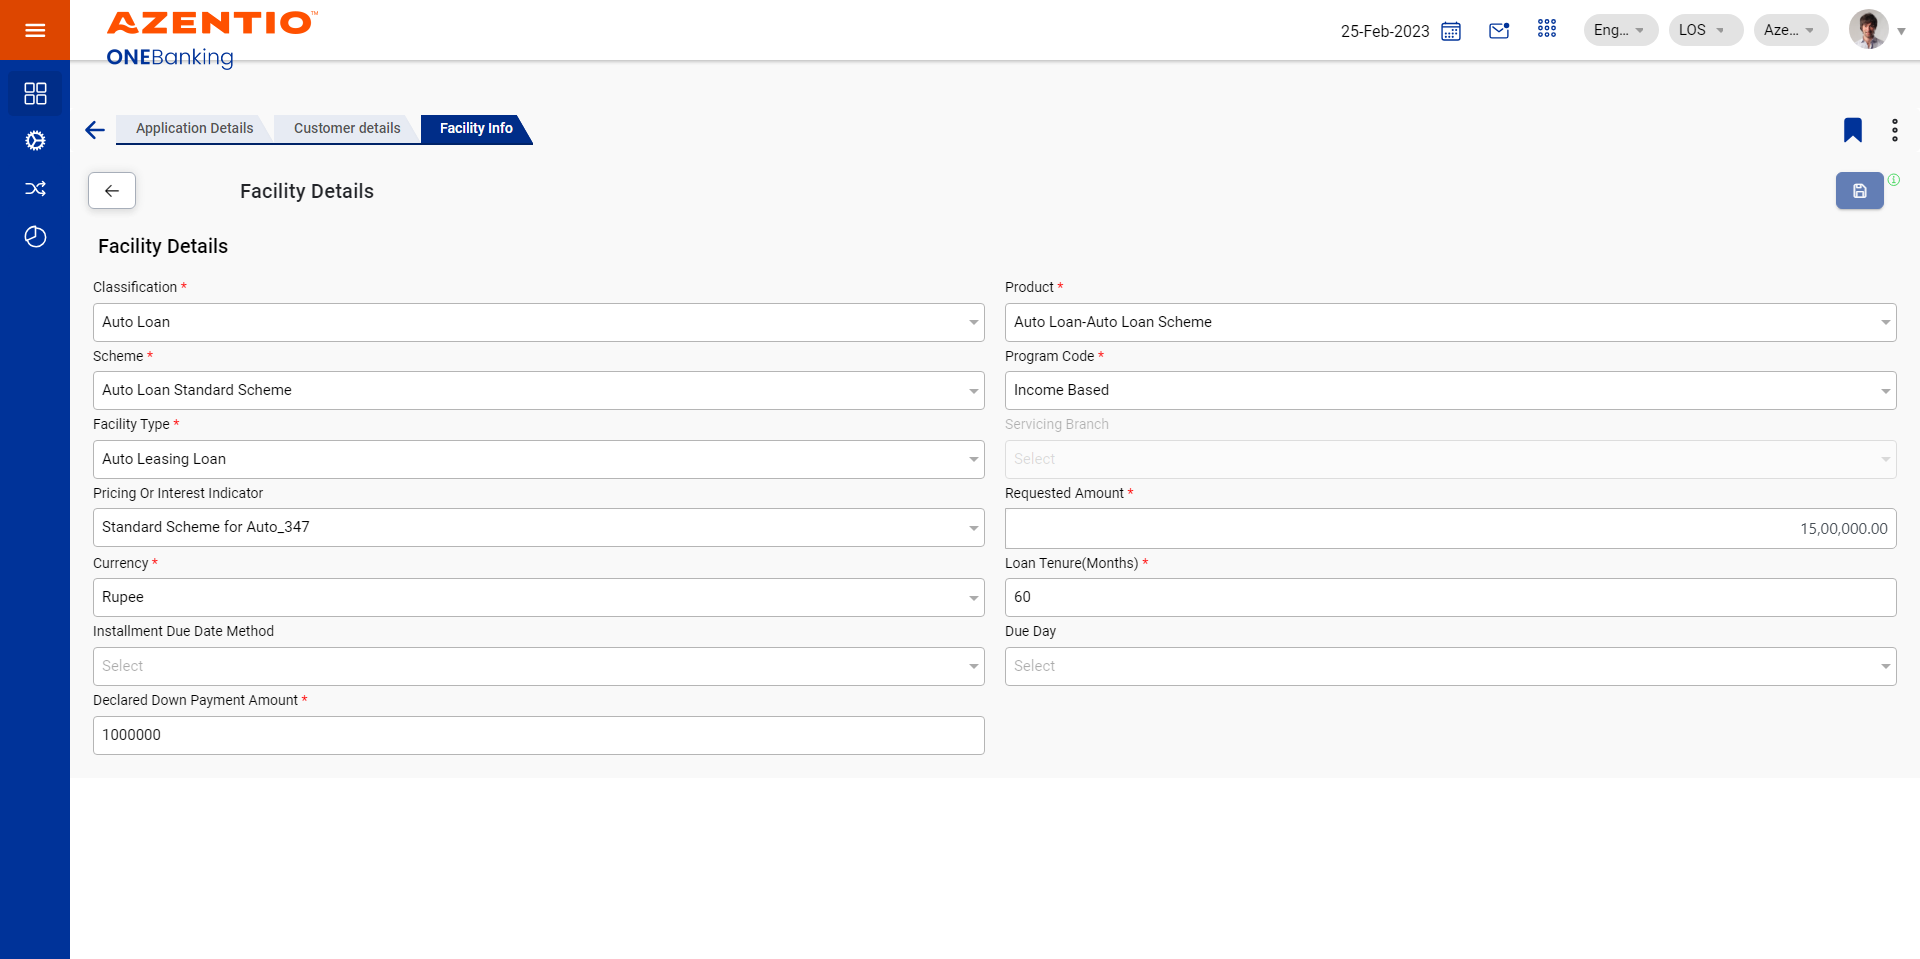 AZENTIO™
ONEBanking
25-Feb-2023
Eng...
LOS
Aze...
Application Details
Customer details
Facility Info
Facility Details
Facility Details
Classification *
Product *
Auto Loan
Auto Loan-Auto Loan Scheme
Scheme *
Program Code *
Auto Loan Standard Scheme
Income Based
Facility Type *
Servicing Branch
Auto Leasing Loan
Select
Pricing Or Interest Indicator
Requested Amount *
Standard Scheme for Auto_347
15,00,000.00
Currency *
Loan Tenure(Months) *
Rupee
60
Installment Due Date Method
Due Day
Select
Select
Declared Down Payment Amount *
1000000